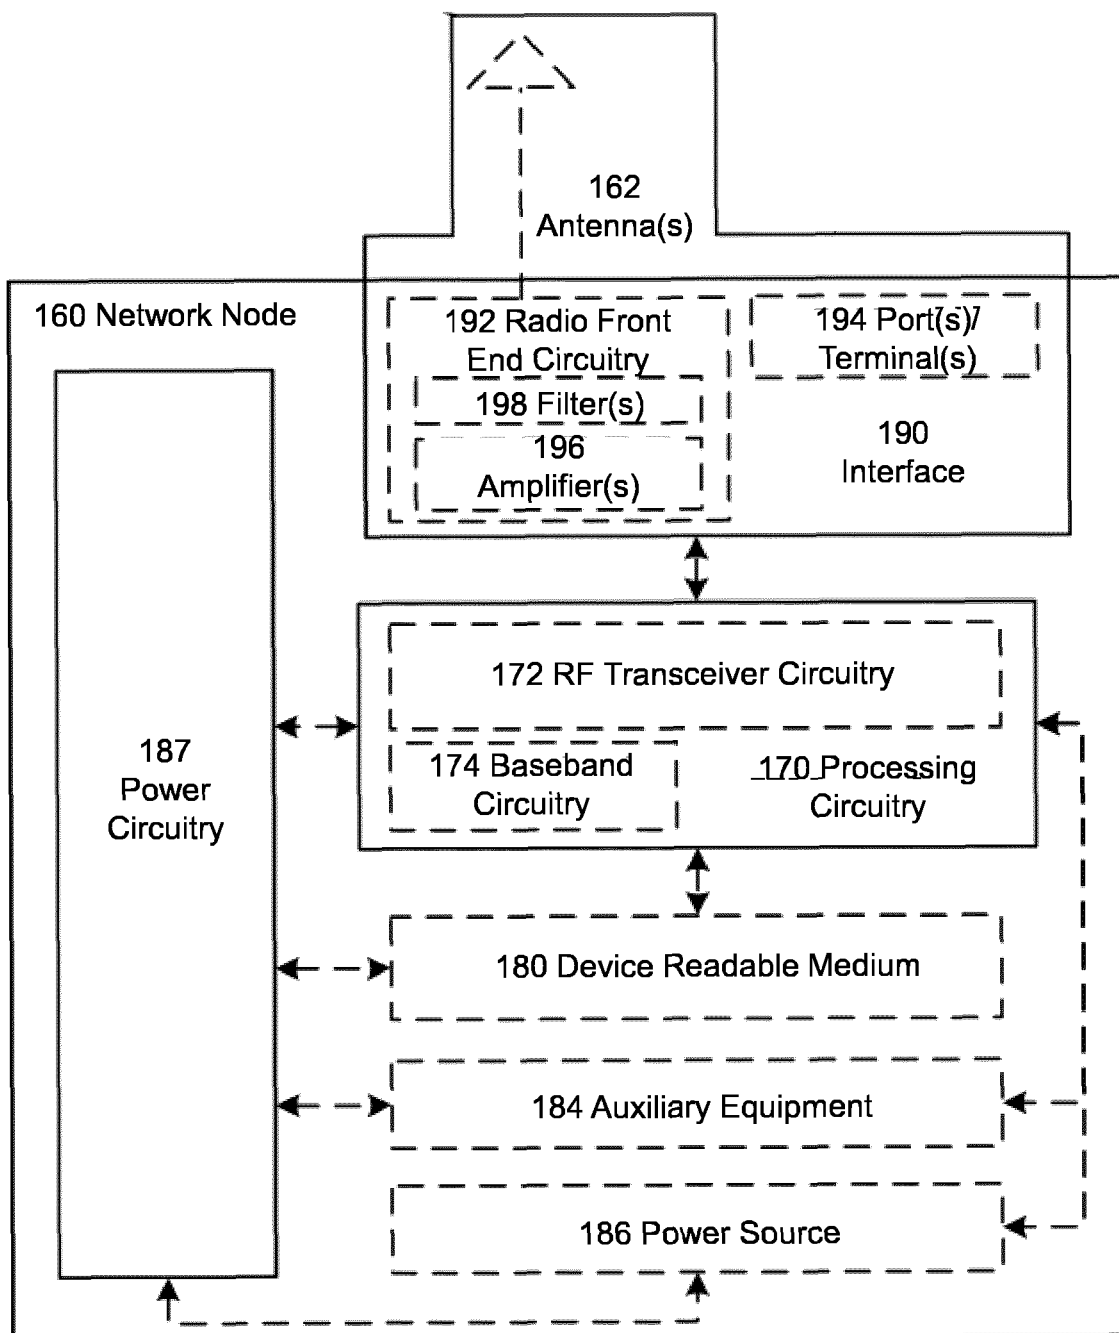 162
Antenna(s)
160 Network Node
192 Radio Front
End Circuitry
194 Port(s)/
Terminal(s)
198 Filter(s)
196
Amplifier(s)
190
Interface
172 RF Transceiver Circuitry
187
Power
Circuitry
174 Baseband
Circuitry
170 Processing
Circuitry
180 Device Readable Medium
184 Auxiliary Equipment
186 Power Source